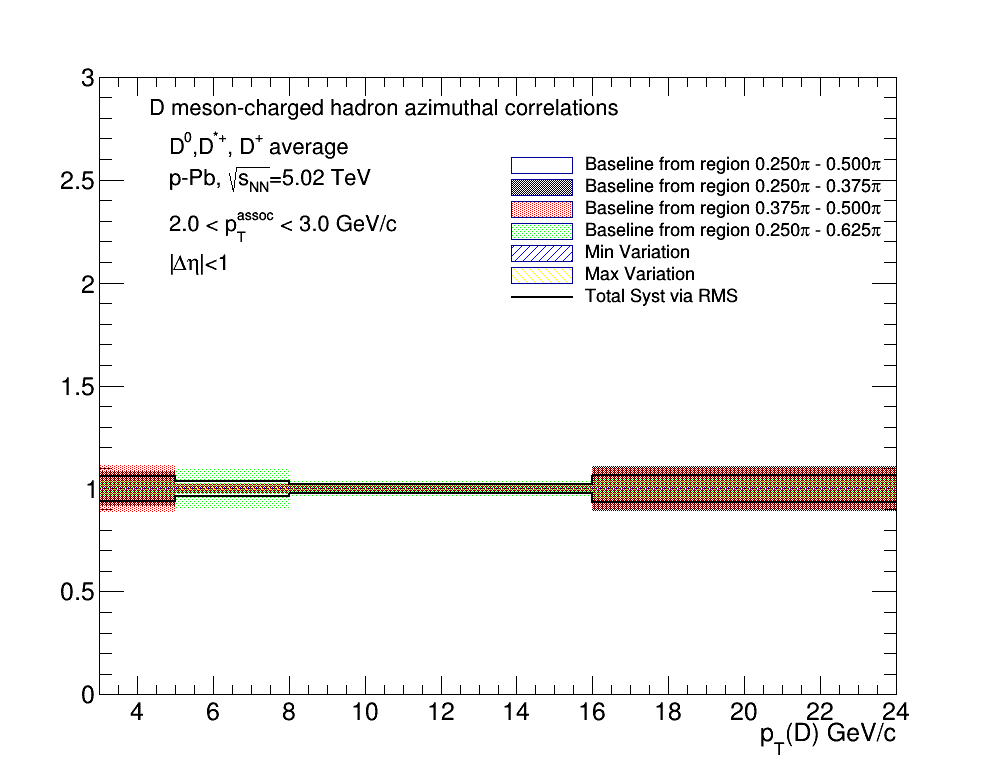 D meson-charged hadron azimuthal correlations
D⁰,D*⁺, D⁺ average
p-Pb, √s_NN=5.02 TeV
2.0 < p_T^assoc < 3.0 GeV/c
|Δη|<1
Baseline from region 0.250π - 0.500π
Baseline from region 0.250π - 0.375π
Baseline from region 0.375π - 0.500π
Baseline from region 0.250π - 0.625π
Min Variation
Max Variation
Total Syst via RMS
3
2.5
2
1.5
1
0.5
0
4 6 8 10 12 14 16 18 20 22 24
p_T(D) GeV/c